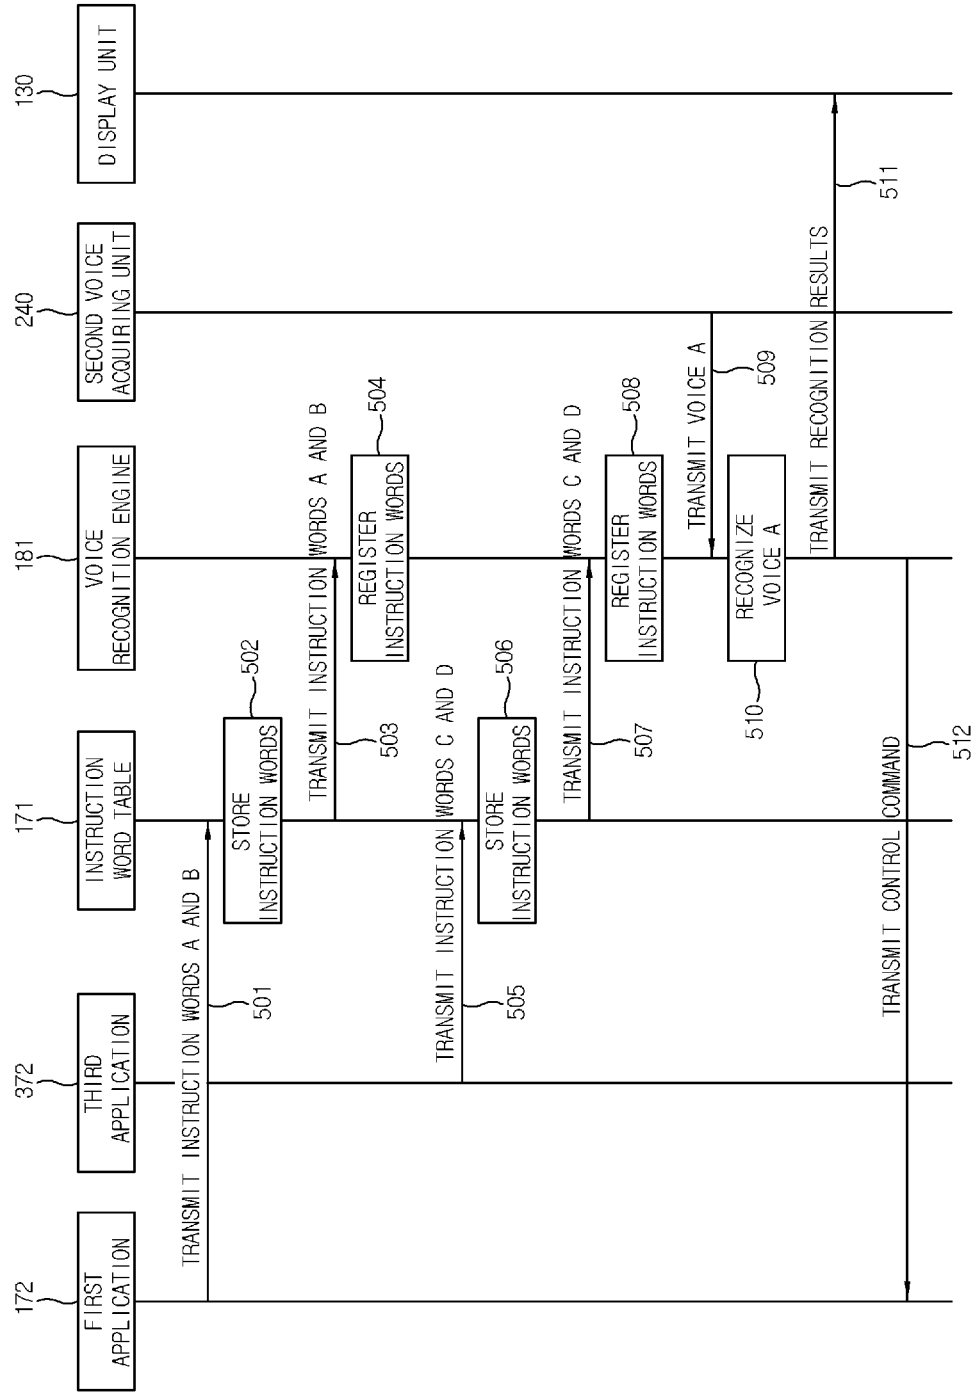 172
FIRST
APPLICATION
372
THIRD
APPLICATION
171
INSTRUCTION
WORD TABLE
181
VOICE
RECOGNITION ENGINE
240
SECOND VOICE
ACQUIRING UNIT
130
DISPLAY UNIT
TRANSMIT INSTRUCTION WORDS A AND B
501
STORE
INSTRUCTION WORDS
502
TRANSMIT INSTRUCTION WORDS A AND B
503
REGISTER
INSTRUCTION WORDS
504
TRANSMIT INSTRUCTION WORDS C AND D
505
STORE
INSTRUCTION WORDS
506
TRANSMIT INSTRUCTION WORDS C AND D
507
REGISTER
INSTRUCTION WORDS
508
TRANSMIT VOICE A
509
RECOGNIZE
VOICE A
510
TRANSMIT RECOGNITION RESULTS
511
TRANSMIT CONTROL COMMAND
512